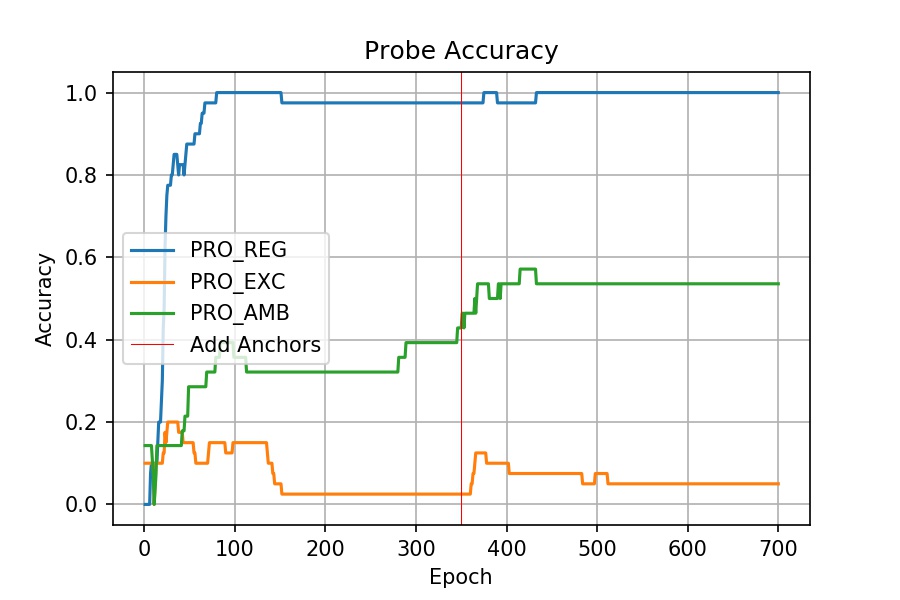 Probe Accuracy
Accuracy
1.0
0.8
0.6
0.4
0.2
0.0
PRO_REG
PRO_EXC
PRO_AMB
Add Anchors
0 100 200 300 400 500 600 700
Epoch